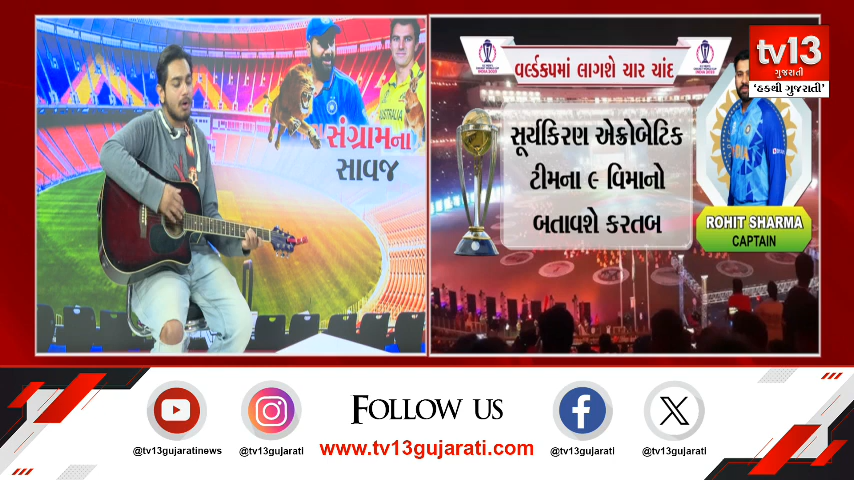 સંગ્રામના
સાવજ
AUSTRALIA
વર્લ્ડકપમાં લાગશે ચાર ચાંદ
સૂર્યકિરણ એક્રોબેટિક
ટીમના ૯ વિમાનો
બતાવશે કરતબ
INDIA
ROHIT SHARMA
CAPTAIN
tv13
ગુજરાતી
'હકથી ગુજરાતી'
FOLLOW US
www.tv13gujarati.com
@tv13gujaratinews
@tv13gujarati
@tv13gujarati
@tv13gujarati